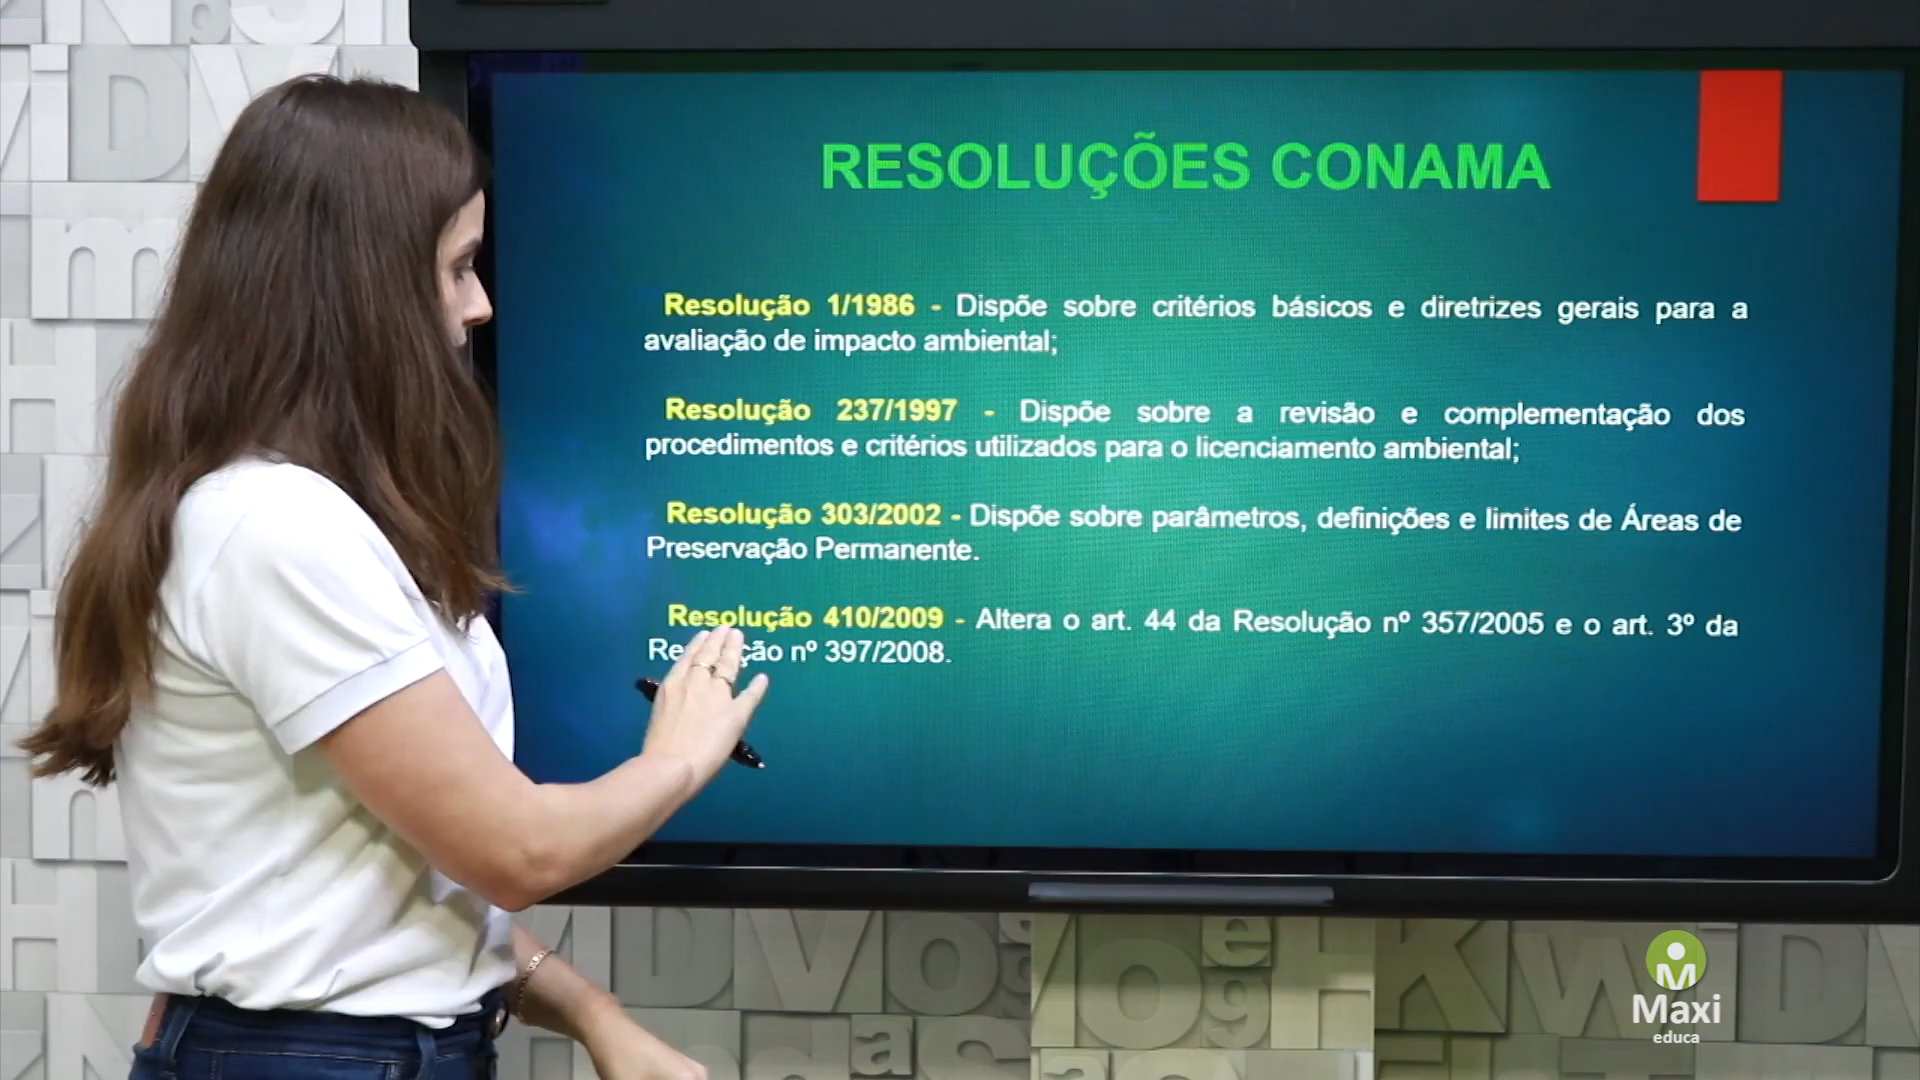 RESOLUÇÕES CONAMA
Resolução 1/1986 - Dispõe sobre critérios básicos e diretrizes gerais para a
avaliação de impacto ambiental;
Resolução 237/1997 - Dispõe sobre a revisão e complementação dos
procedimentos e critérios utilizados para o licenciamento ambiental;
Resolução 303/2002 - Dispõe sobre parâmetros, definições e limites de Áreas de
Preservação Permanente.
Resolução 410/2009 - Altera o art. 44 da Resolução nº 357/2005 e o art. 3º da
nº 397/2008.
M
Maxi
educa